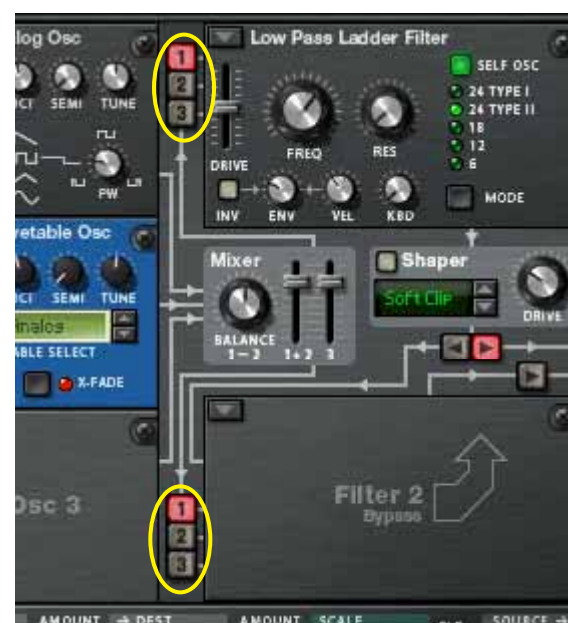 log Osc
OCT SEMI TUNE
PW
1
2
3
Low Pass Ladder Filter
SELF OSC
24 TYPE I
24 TYPE II
18
12
6
MODE
DRIVE
FREQ
RES
INV ENV VEL KBD
vetable Osc
OCT SEMI TUNE
Analog
ABLE SELECT
X-FADE
Mixer
BALANCE
1-2 1+2 3
Shaper
Soft Clip
DRIVE
Osc 3
1
2
3
Filter 2
Bypass
AMOUNT → DEST AMOUNT SCALE SOURCE →